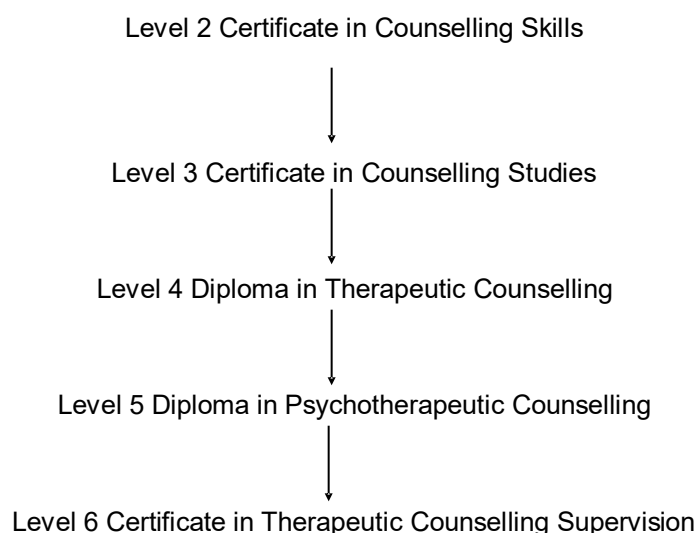 Level 2 Certificate in Counselling Skills
Level 3 Certificate in Counselling Studies
Level 4 Diploma in Therapeutic Counselling
Level 5 Diploma in Psychotherapeutic Counselling
Level 6 Certificate in Therapeutic Counselling Supervision